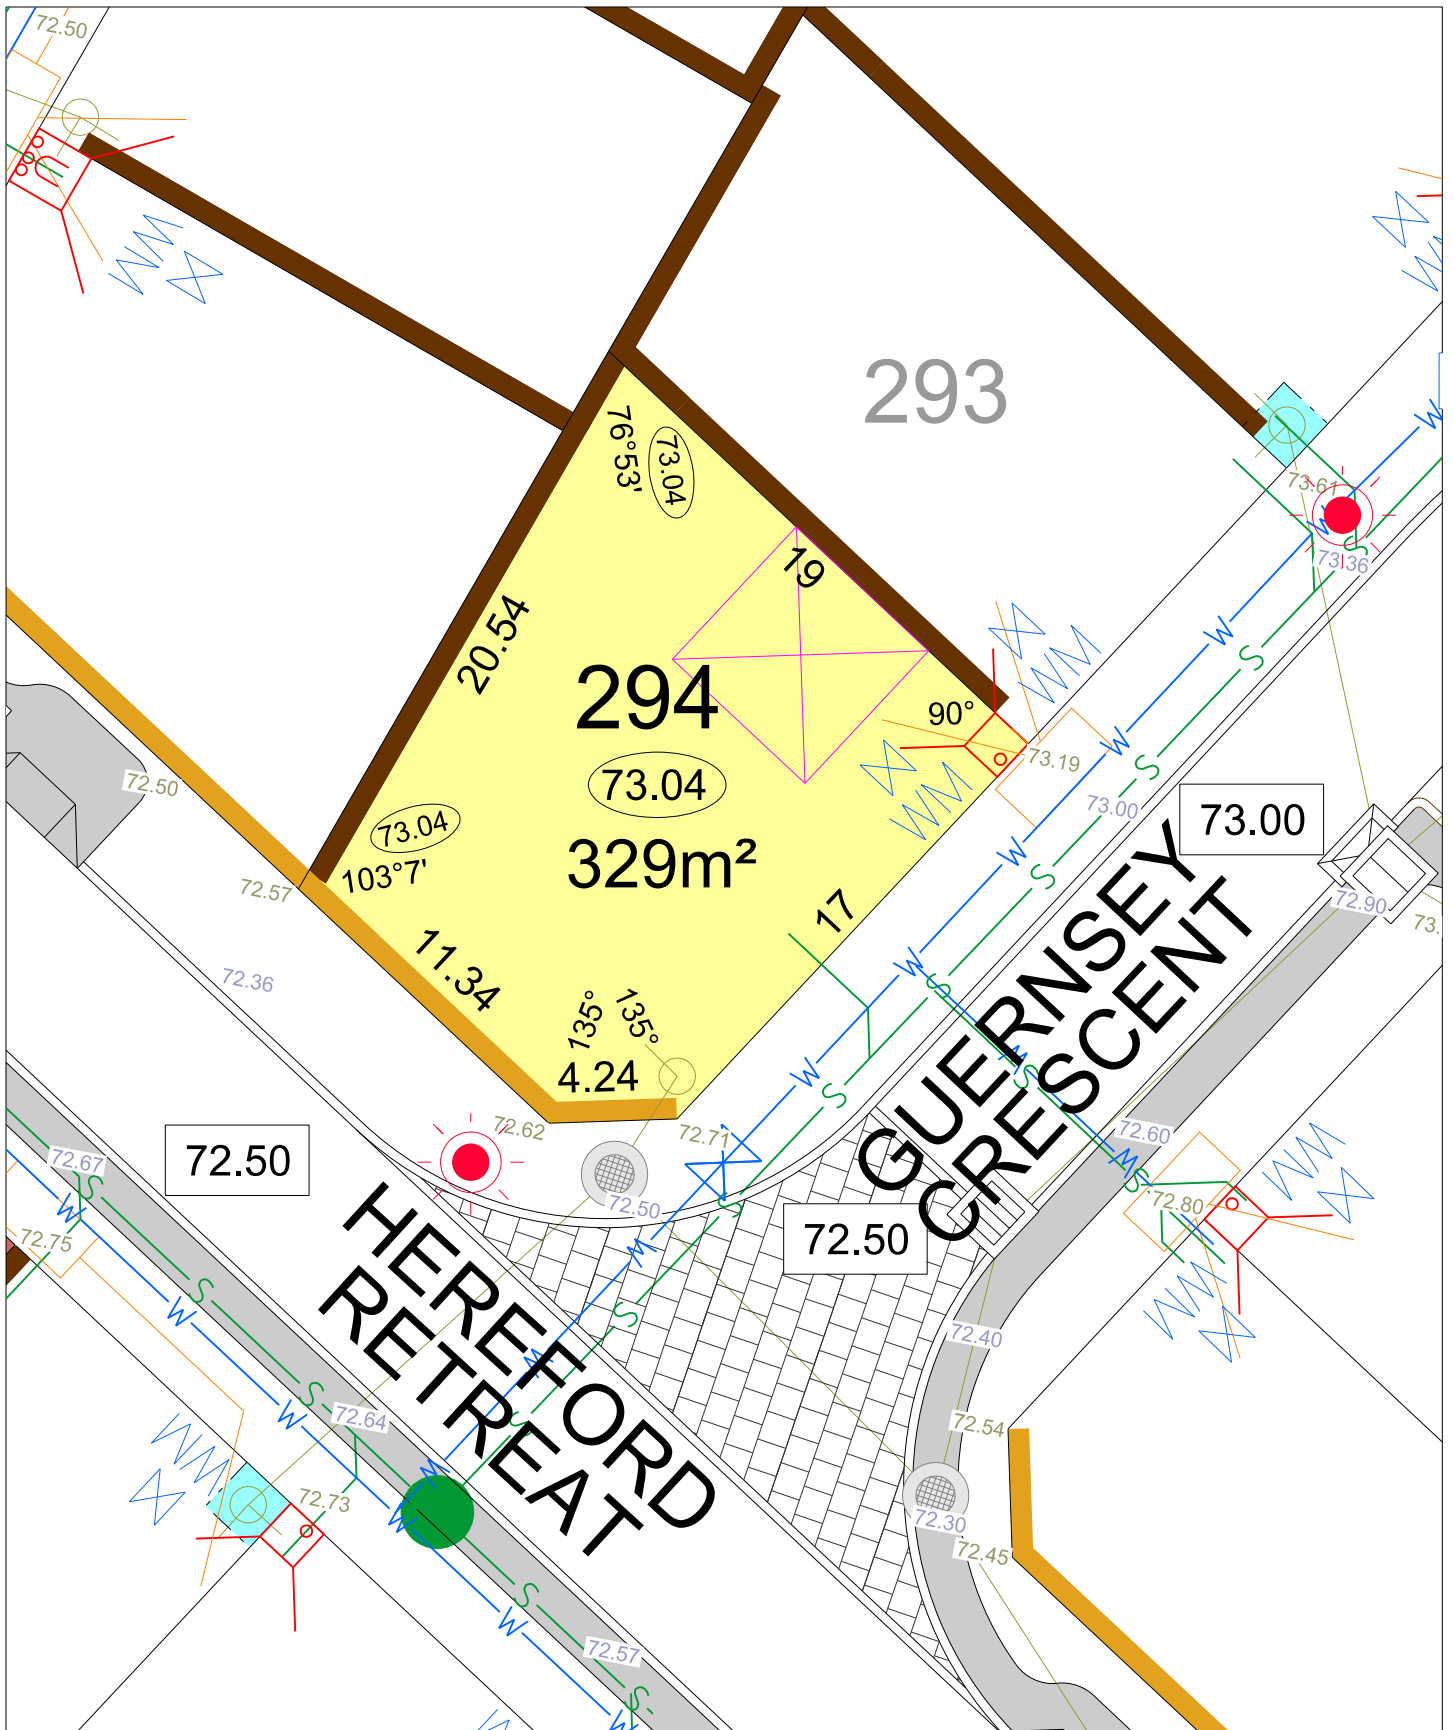 72.50
293
76°53'
73.04
73.61
W
W
S
73.36
19
20.54
294
90°
W
S
73.19
W
S
73.04
73.00
73.00
72.50
73.04
103°7'
329m²
W
S
72.57
72.90
73.
17
GUERNSEY
CRESCENT
11.34
72.36
W
S
135°
135°
4.24
W
S
W
S
72.62
72.71
72.60
72.50
72.67
S
W
72.50
W
S
72.80
S
72.50
W
72.75
HEREFORD
RETREAT
S
W
S
72.40
W
S
W
72.64
S
72.54
W
W
72.73
72.30
72.45
S
W
72.57
S
W